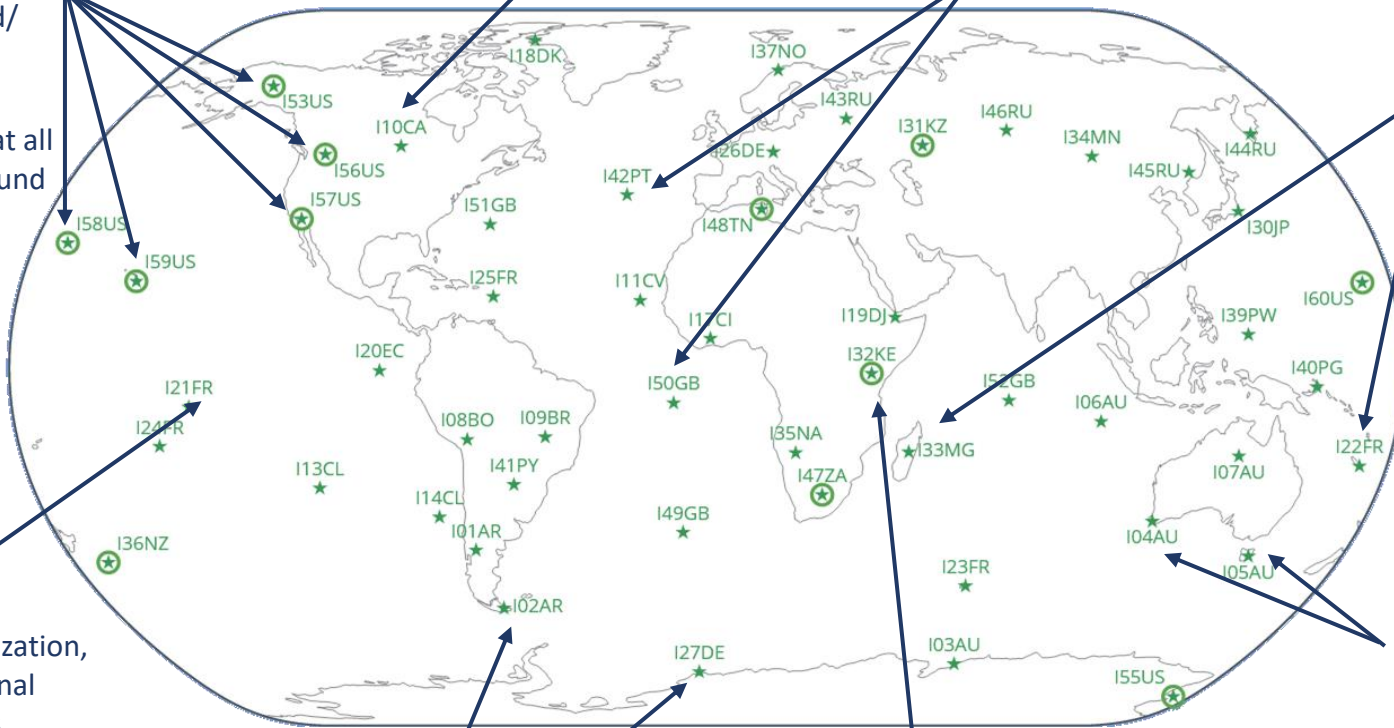 d/
at all
und
ization,
nal
I18DK
I37NO
I53US
I43RU
I10CA
I46RU
I31KZ
I34MN
I44RU
I26DE
I56US
I45RU
I42PT
I57US
I51GB
I48TN
I58US
I30JP
I59US
I25FR
I11CV
I60US
I17CI
I19DJ
I39PW
I20EC
I32KE
I40PG
I21FR
I50GB
I52GB
I06AU
I24FR
I08BO
I09BR
I35NA
I33MG
I22FR
I07AU
I13CL
I41PY
I47ZA
I14CL
I49GB
I01AR
I04AU
I36NZ
I05AU
I23FR
I02AR
I27DE
I03AU
I55US